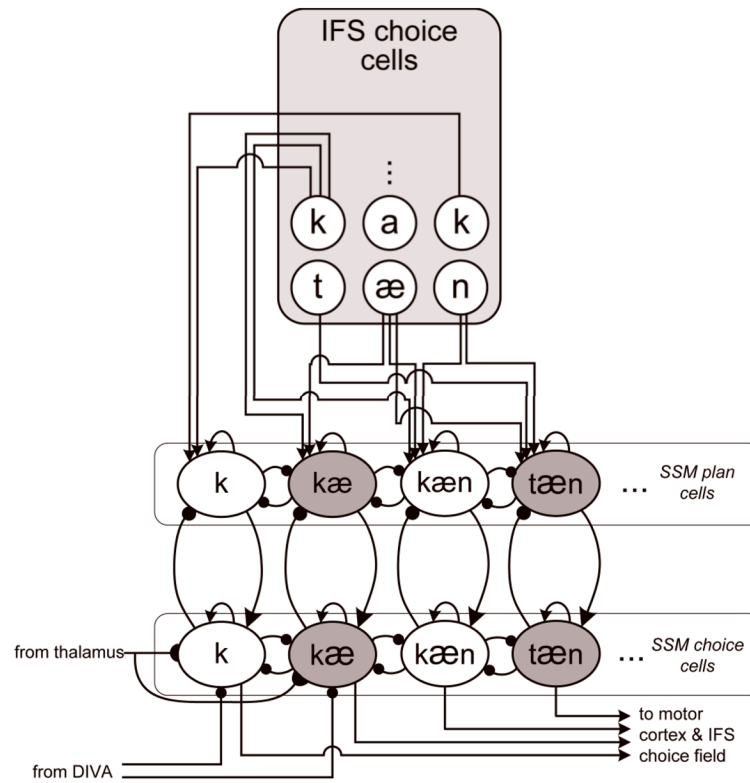 IFS choice
cells
⋮
k a k
t æ n
k kæ kæn tæn ... SSM plan
cells
from thalamus
k kæ kæn tæn ... SSM choice
cells
to motor
cortex & IFS
choice field
from DIVA